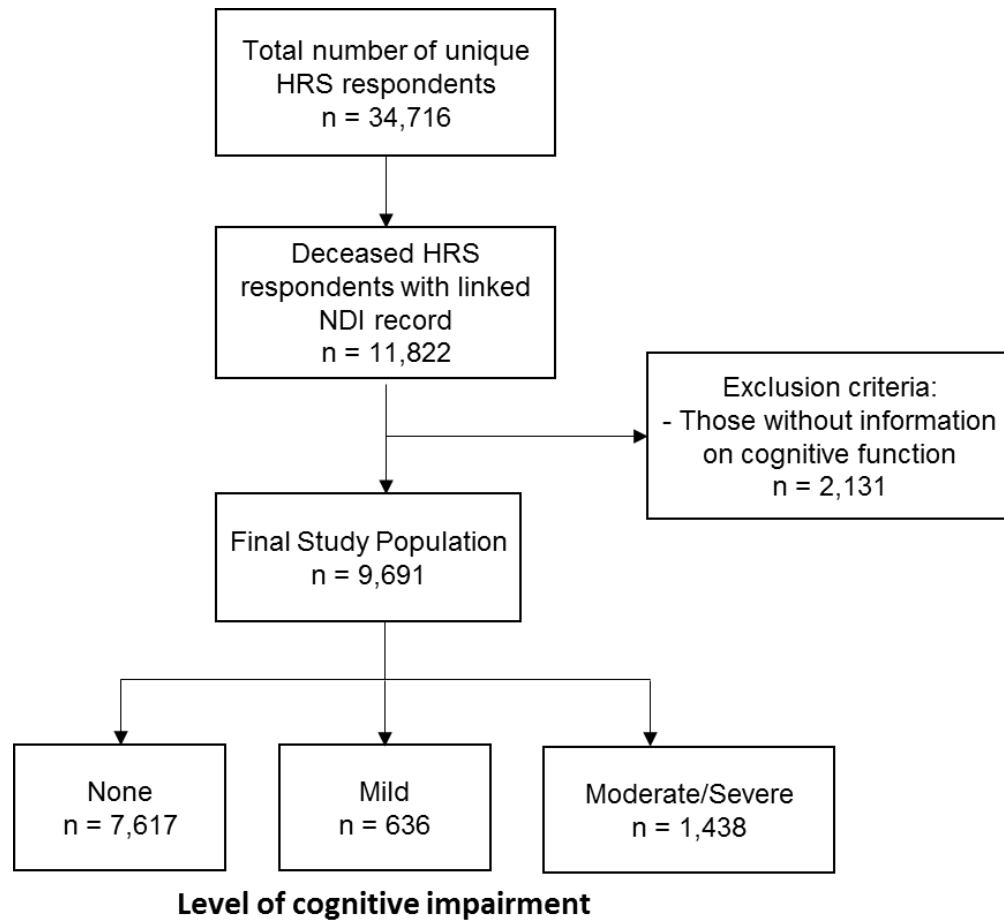 Total number of unique
HRS respondents
n = 34,716
Deceased HRS
respondents with linked
NDI record
n = 11,822
Exclusion criteria:
- Those without information
on cognitive function
n = 2,131
Final Study Population
n = 9,691
None
n = 7,617
Mild
n = 636
Moderate/Severe
n = 1,438
Level of cognitive impairment